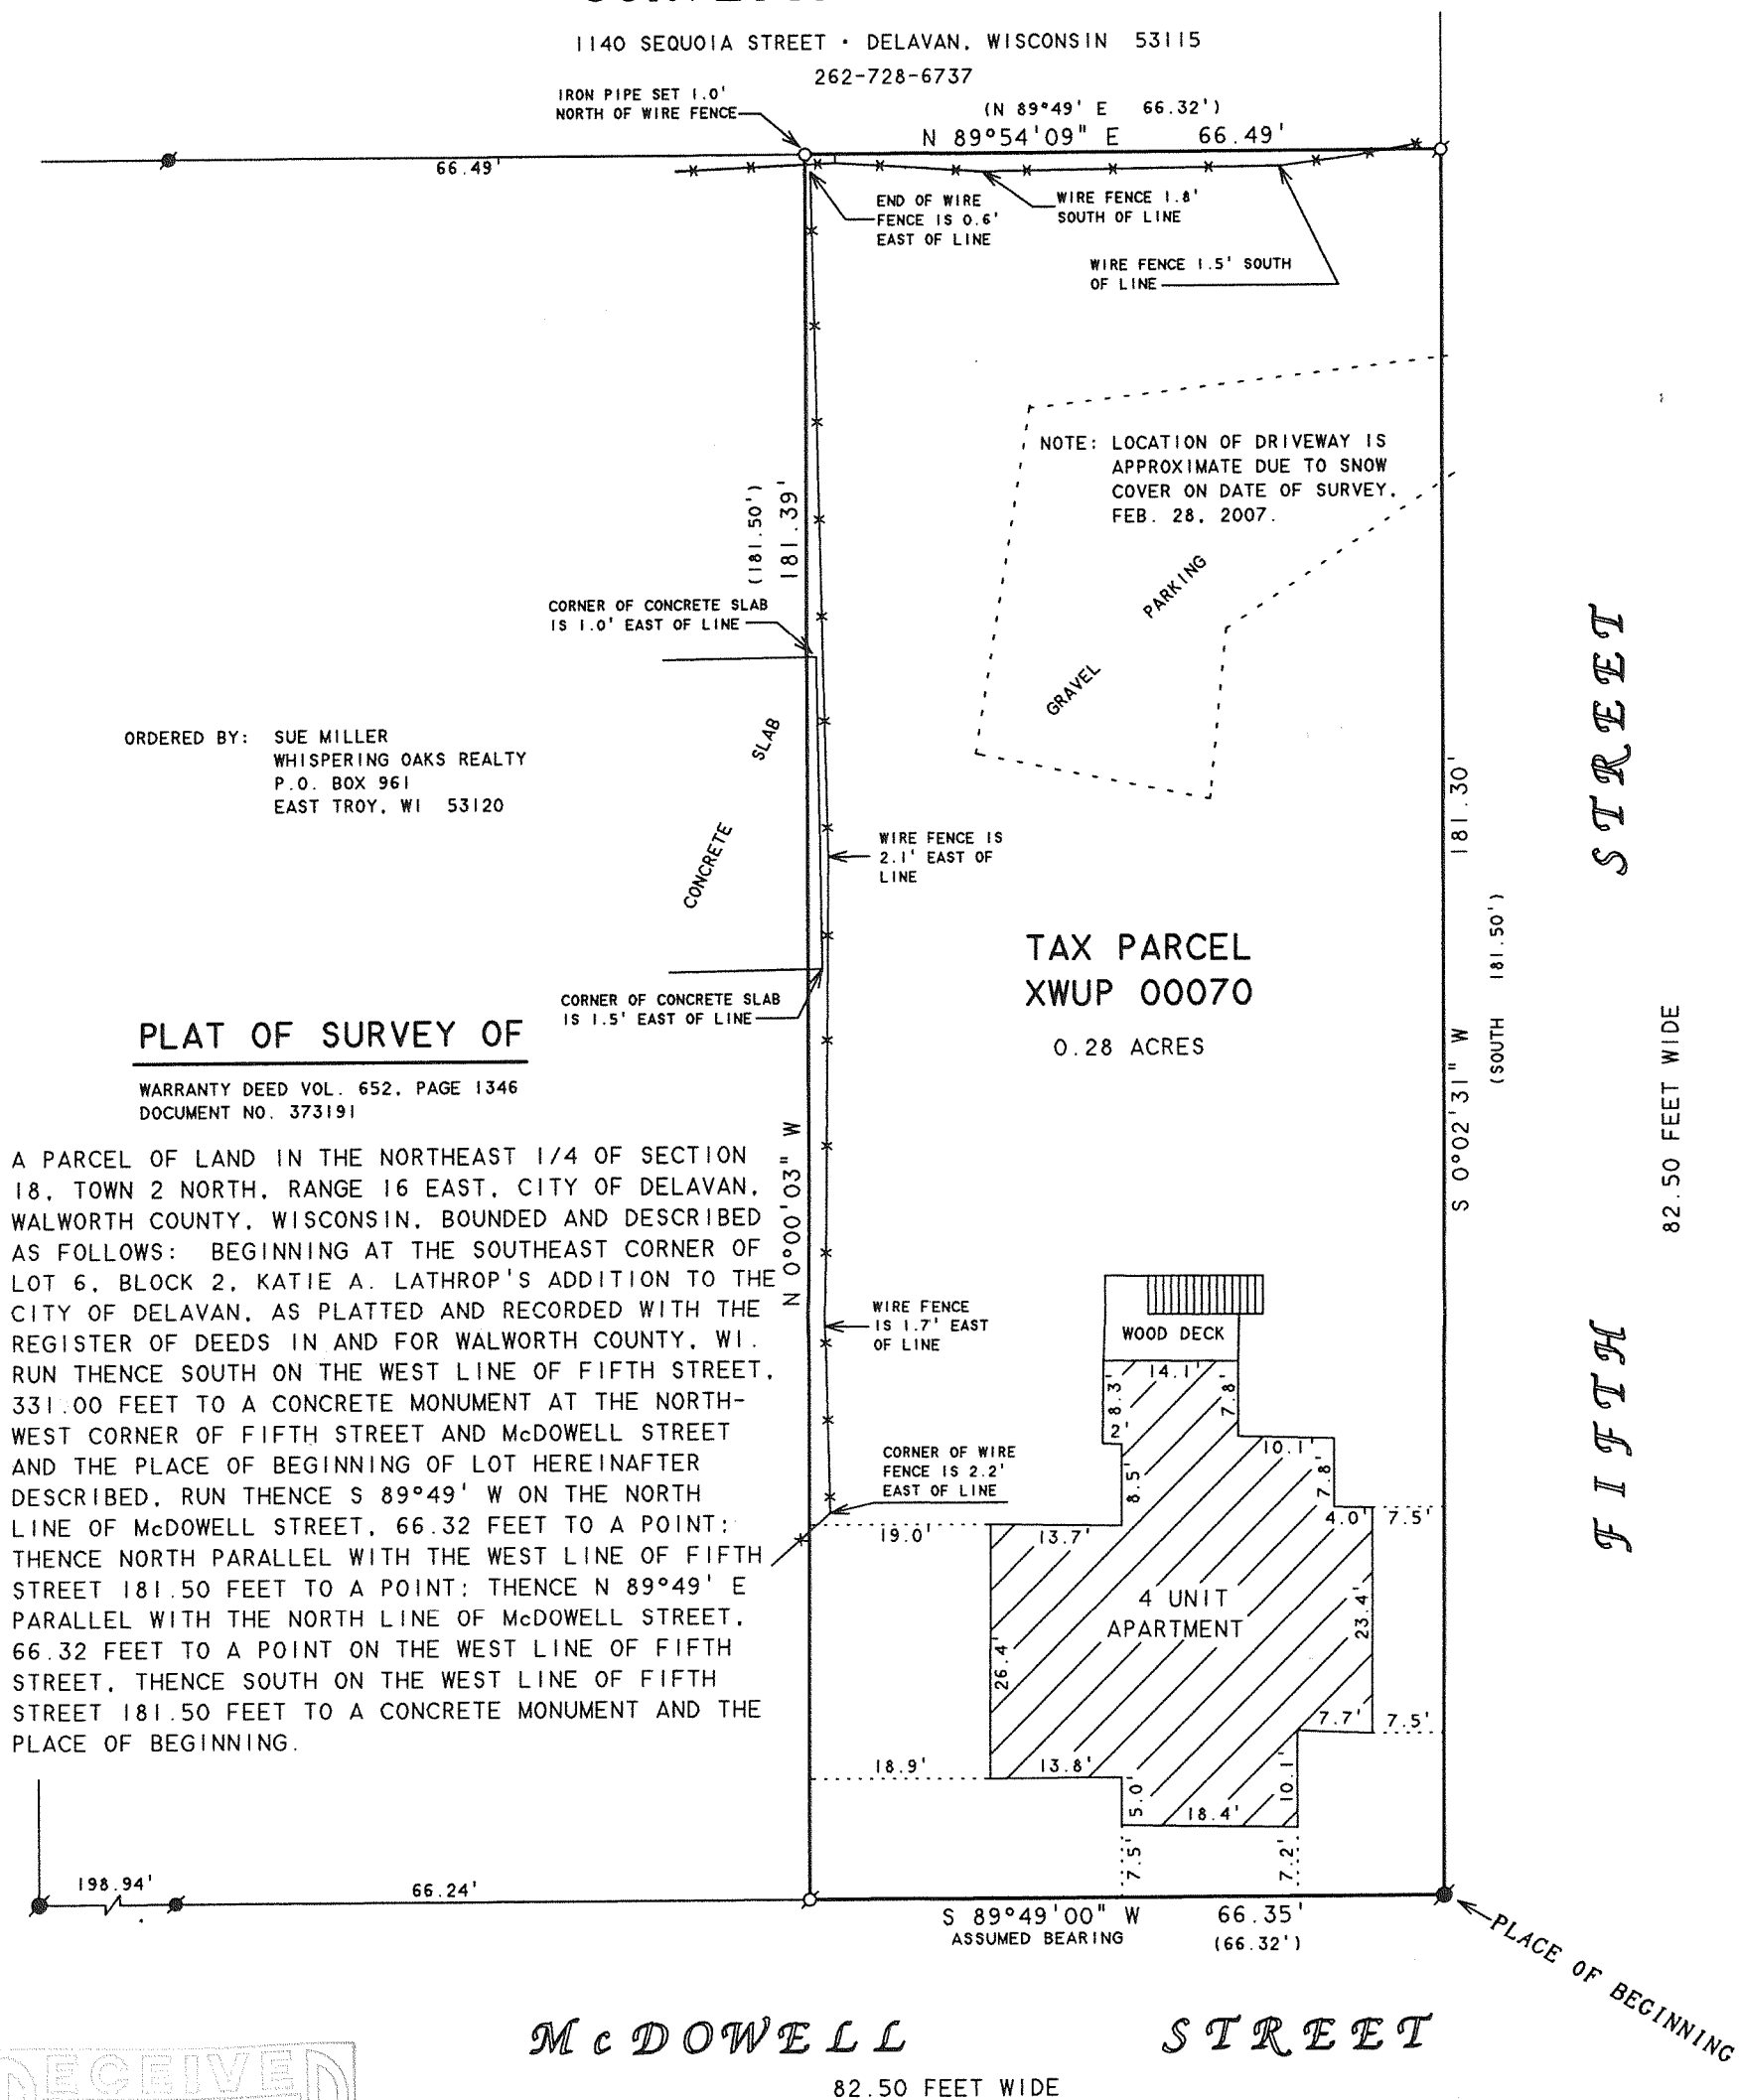 1140 SEQUOIA STREET • DELAVAN, WISCONSIN 53115
262-728-6737
IRON PIPE SET 1.0'
NORTH OF WIRE FENCE
(N 89°49' E 66.32')
N 89°54'09" E 66.49'
66.49'
END OF WIRE
FENCE IS 0.6'
EAST OF LINE
WIRE FENCE 1.8'
SOUTH OF LINE
WIRE FENCE 1.5' SOUTH
OF LINE
NOTE: LOCATION OF DRIVEWAY IS
APPROXIMATE DUE TO SNOW
COVER ON DATE OF SURVEY,
FEB. 28, 2007.
(181.50')
181.39'
GRAVEL PARKING
CORNER OF CONCRETE SLAB
IS 1.0' EAST OF LINE
ORDERED BY: SUE MILLER
WHISPERING OAKS REALTY
P.O. BOX 961
EAST TROY, WI 53120
CONCRETE SLAB
WIRE FENCE IS
2.1' EAST OF
LINE
CORNER OF CONCRETE SLAB
IS 1.5' EAST OF LINE
TAX PARCEL
XWUP 00070
0.28 ACRES
S 0°02'31" W 181.30'
(SOUTH 181.50')
FIFTH STREET
82.50 FEET WIDE
PLAT OF SURVEY OF
WARRANTY DEED VOL. 652, PAGE 1346
DOCUMENT NO. 373191
A PARCEL OF LAND IN THE NORTHEAST 1/4 OF SECTION
18, TOWN 2 NORTH, RANGE 16 EAST, CITY OF DELAVAN,
WALWORTH COUNTY, WISCONSIN, BOUNDED AND DESCRIBED
AS FOLLOWS: BEGINNING AT THE SOUTHEAST CORNER OF
LOT 6, BLOCK 2, KATIE A. LATHROP'S ADDITION TO THE
CITY OF DELAVAN, AS PLATTED AND RECORDED WITH THE
REGISTER OF DEEDS IN AND FOR WALWORTH COUNTY, WI.
RUN THENCE SOUTH ON THE WEST LINE OF FIFTH STREET,
331.00 FEET TO A CONCRETE MONUMENT AT THE NORTH-
WEST CORNER OF FIFTH STREET AND McDOWELL STREET
AND THE PLACE OF BEGINNING OF LOT HEREINAFTER
DESCRIBED, RUN THENCE S 89°49' W ON THE NORTH
LINE OF McDOWELL STREET, 66.32 FEET TO A POINT;
THENCE NORTH PARALLEL WITH THE WEST LINE OF FIFTH
STREET 181.50 FEET TO A POINT; THENCE N 89°49' E
PARALLEL WITH THE NORTH LINE OF McDOWELL STREET,
66.32 FEET TO A POINT ON THE WEST LINE OF FIFTH
STREET, THENCE SOUTH ON THE WEST LINE OF FIFTH
STREET 181.50 FEET TO A CONCRETE MONUMENT AND THE
PLACE OF BEGINNING.
N 0°00'03" W
WIRE FENCE
IS 1.7' EAST
OF LINE
WOOD DECK
14.1'
8.3'
7.8'
2'
10.1'
8.5'
7.8'
CORNER OF WIRE
FENCE IS 2.2'
EAST OF LINE
19.0'
13.7'
4.0'
7.5'
4 UNIT
APARTMENT
26.4'
23.4'
7.7'
7.5'
18.9'
13.8'
5.0'
10.1'
18.4'
7.5'
7.2'
198.94'
66.24'
S 89°49'00" W 66.35'
ASSUMED BEARING (66.32')
PLACE OF BEGINNING
McDOWELL STREET
82.50 FEET WIDE
RECEIVED